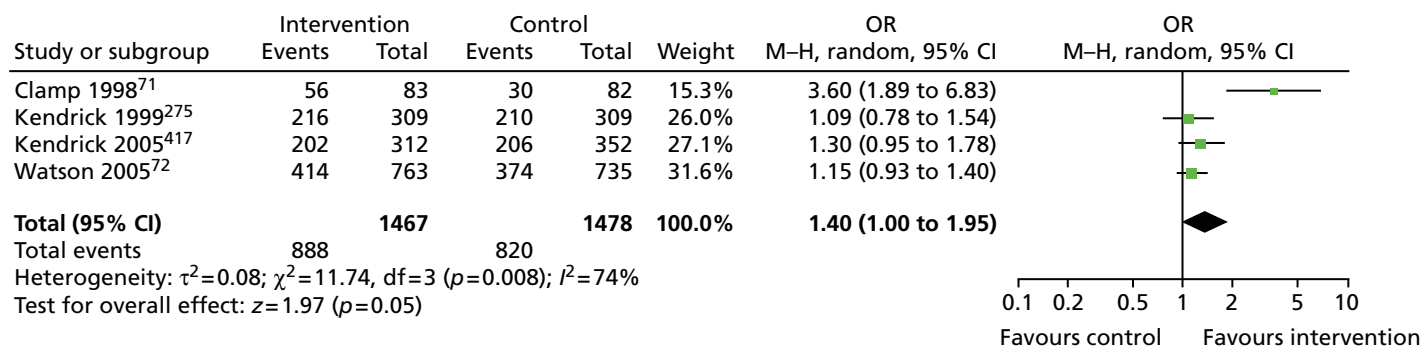 Intervention Control OR OR
Study or subgroup Events Total Events Total Weight M–H, random, 95% CI M–H, random, 95% CI
Clamp 1998⁷¹ 56 83 30 82 15.3% 3.60 (1.89 to 6.83)
Kendrick 1999²⁷⁵ 216 309 210 309 26.0% 1.09 (0.78 to 1.54)
Kendrick 2005⁴¹⁷ 202 312 206 352 27.1% 1.30 (0.95 to 1.78)
Watson 2005⁷² 414 763 374 735 31.6% 1.15 (0.93 to 1.40)
Total (95% CI) 1467 1478 100.0% 1.40 (1.00 to 1.95)
Total events 888 820
Heterogeneity: τ²=0.08; χ²=11.74, df=3 (p=0.008); I²=74%
Test for overall effect: z=1.97 (p=0.05)
0.1 0.2 0.5 1 2 5 10
Favours control Favours intervention